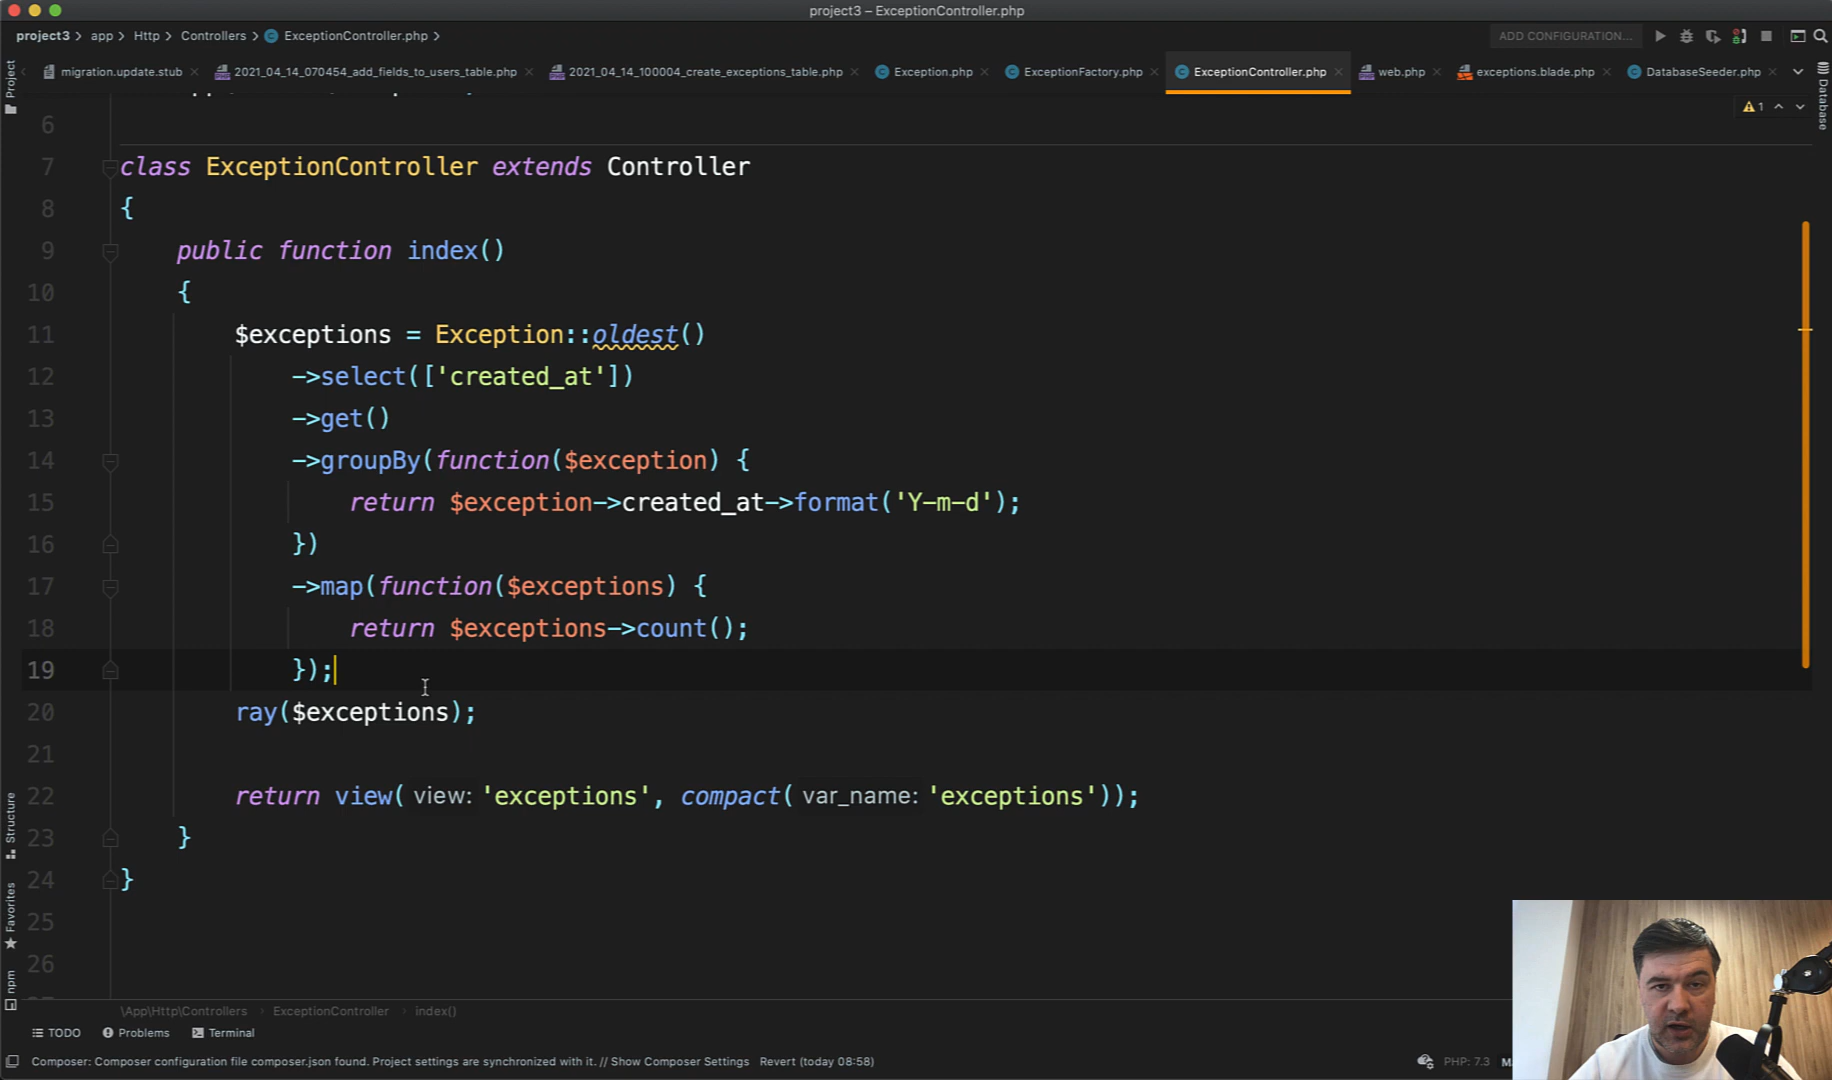 project3 – ExceptionController.php
project3 > app > Http > Controllers > ExceptionController.php >
ADD CONFIGURATION...
migration.update.stub
2021_04_14_070454_add_fields_to_users_table.php
2021_04_14_100004_create_exceptions_table.php
Exception.php
ExceptionFactory.php
ExceptionController.php
web.php
exceptions.blade.php
DatabaseSeeder.php
Project
Database
1
6
7 class ExceptionController extends Controller
8 {
9 public function index()
10 {
11 $exceptions = Exception::oldest()
12 ->select(['created_at'])
13 ->get()
14 ->groupBy(function($exception) {
15 return $exception->created_at->format('Y-m-d');
16 })
17 ->map(function($exceptions) {
18 return $exceptions->count();
19 });
20 ray($exceptions);
21
22 return view( view: 'exceptions', compact( var_name: 'exceptions'));
23 }
24 }
25
26
Structure
Favorites
npm
\App\Http\Controllers > ExceptionController > index()
TODO Problems Terminal
Composer: Composer configuration file composer.json found. Project settings are synchronized with it. // Show Composer Settings Revert (today 08:58)
PHP: 7.3